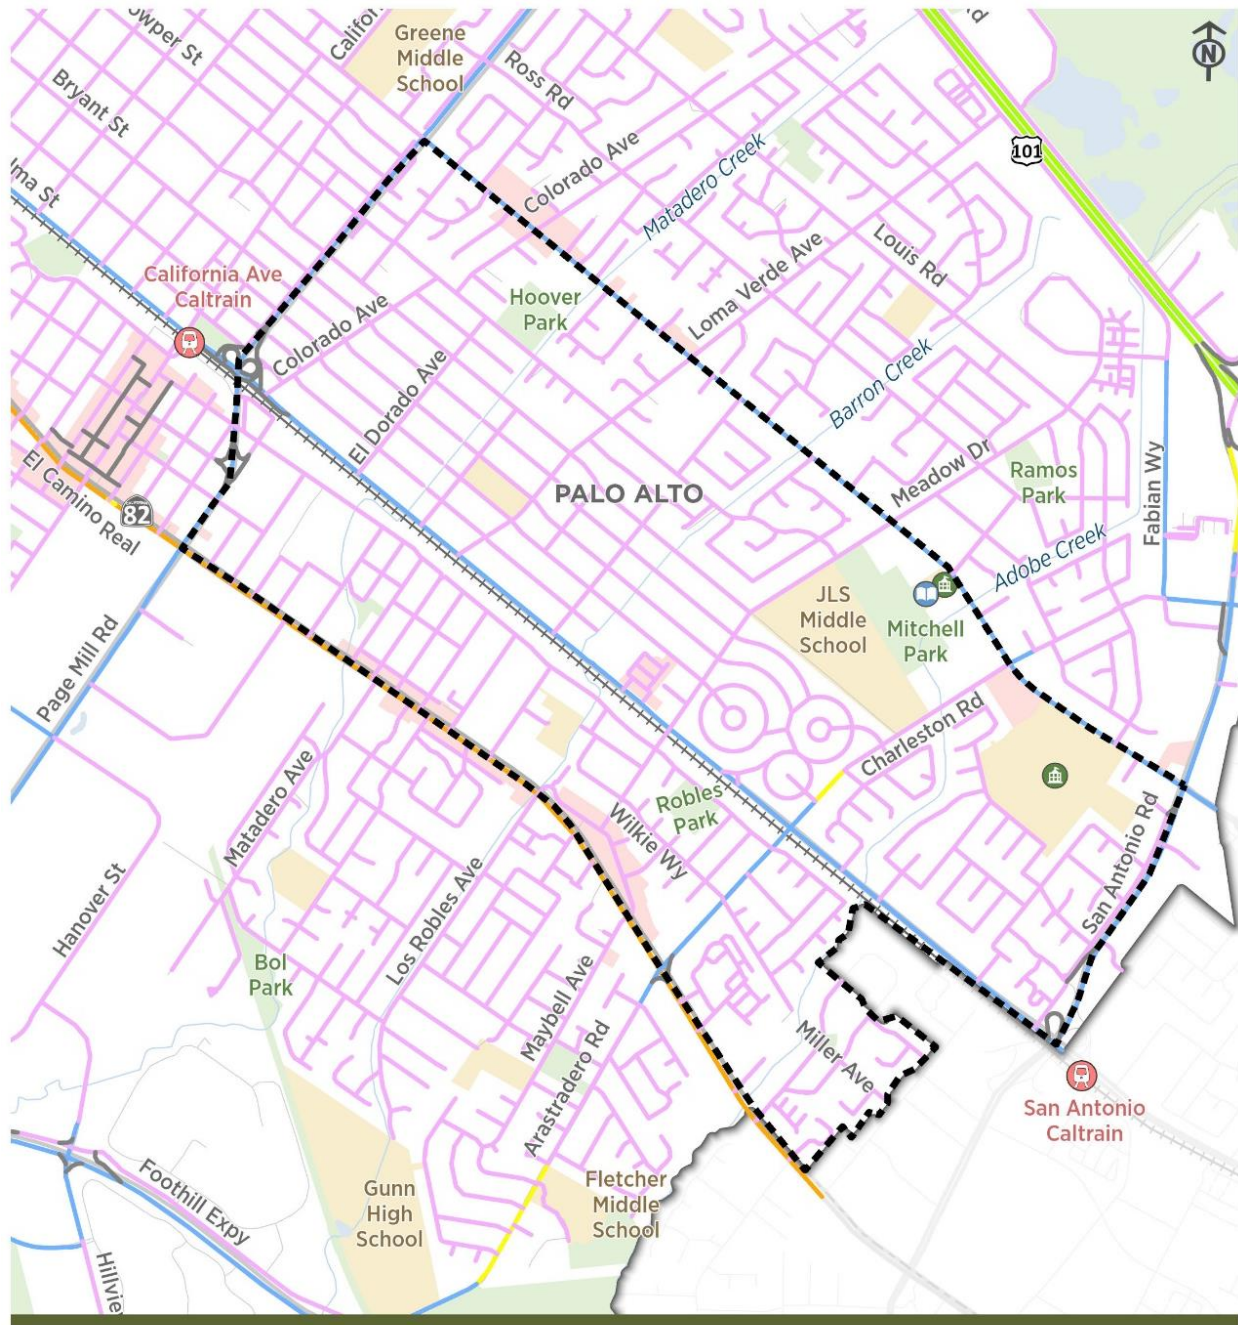 Greene
Middle
School
Ross Rd
Bryant St
Colorado Ave
Matadero Creek
101
N
Louis Rd
Loma Verde Ave
California Ave
Caltrain
Hoover
Park
Colorado Ave
El Dorado Ave
Barron Creek
Meadow Dr
Ramos
Park
Fabian Wy
PALO ALTO
El Camino Real
82
Adobe Creek
JLS
Middle
School
Mitchell
Park
Page Mill Rd
Charleston Rd
Matadero Ave
Robles
Park
Wilkie Wy
San Antonio Rd
Hanover St
Los Robles Ave
Bol
Park
Maybell Ave
Arastradero Rd
Miller Ave
San Antonio
Caltrain
Foothill Expy
Gunn
High
School
Fletcher
Middle
School